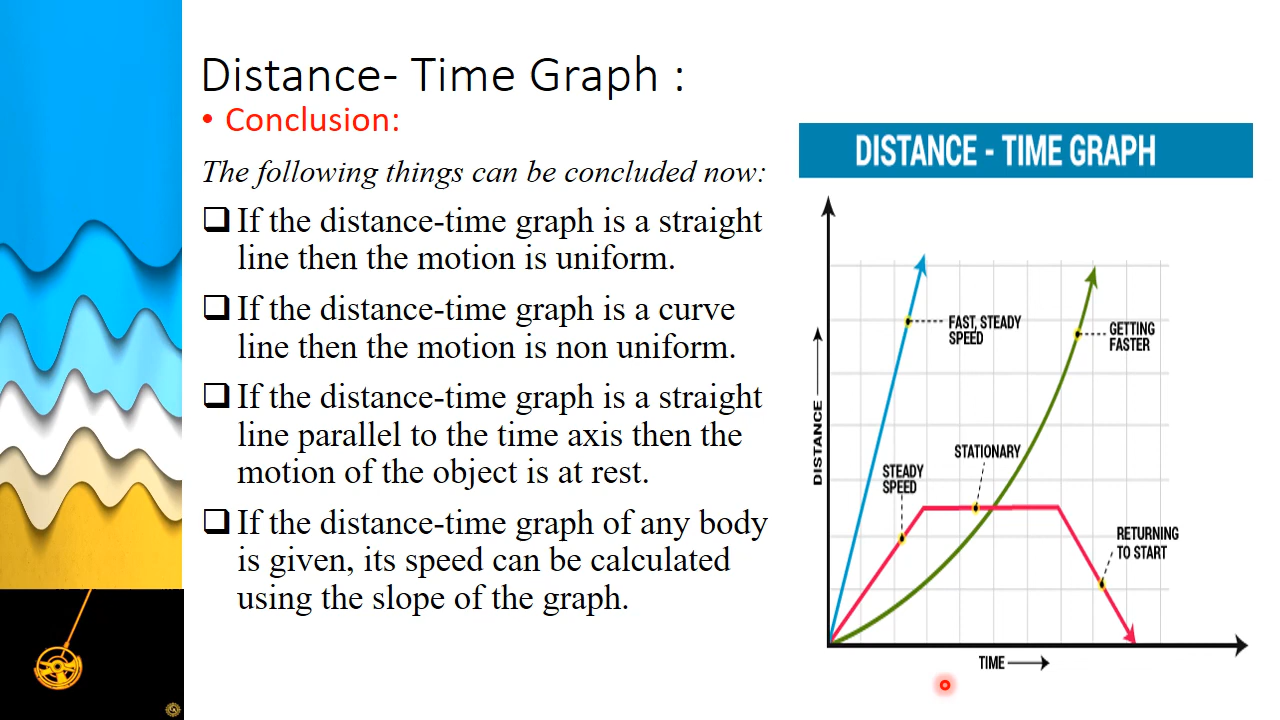 Distance- Time Graph :
• Conclusion:
The following things can be concluded now:
❑ If the distance-time graph is a straight
line then the motion is uniform.
❑ If the distance-time graph is a curve
line then the motion is non uniform.
❑ If the distance-time graph is a straight
line parallel to the time axis then the
motion of the object is at rest.
❑ If the distance-time graph of any body
is given, its speed can be calculated
using the slope of the graph.
DISTANCE - TIME GRAPH
FAST, STEADY
SPEED
GETTING
FASTER
STATIONARY
STEADY
SPEED
RETURNING
TO START
DISTANCE
TIME